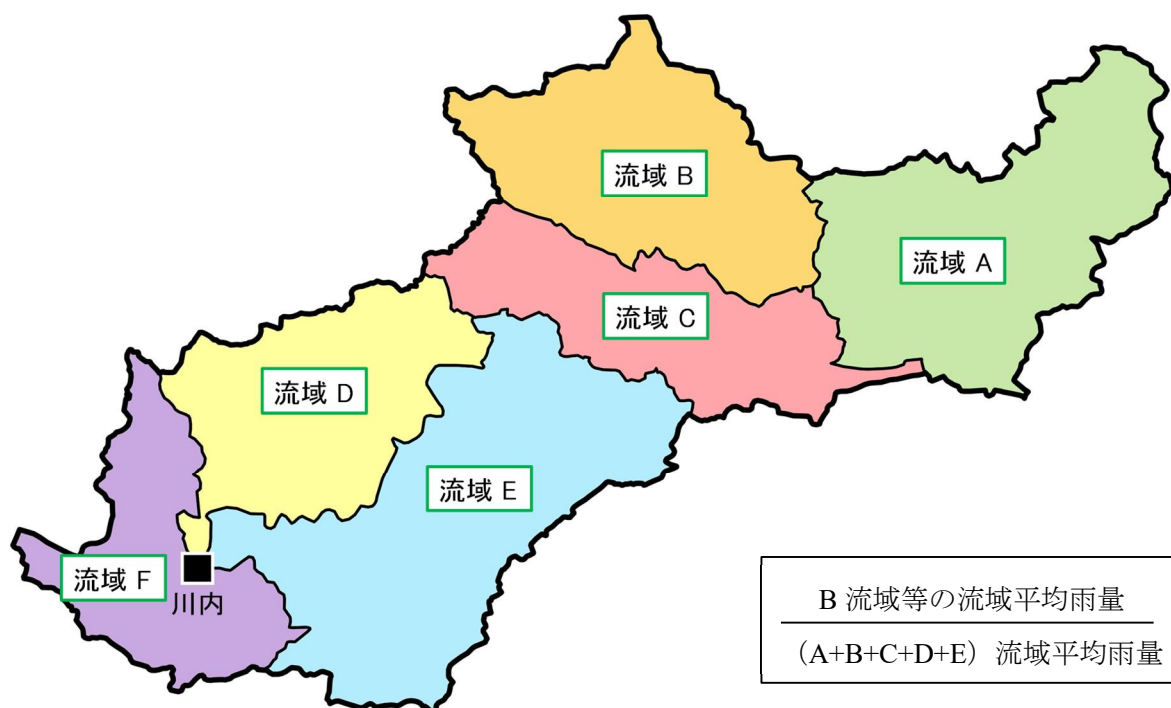 流域 B
流域 A
流域 C
流域 D
流域 E
流域 F
川内
B 流域等の流域平均雨量
（A+B+C+D+E）流域平均雨量